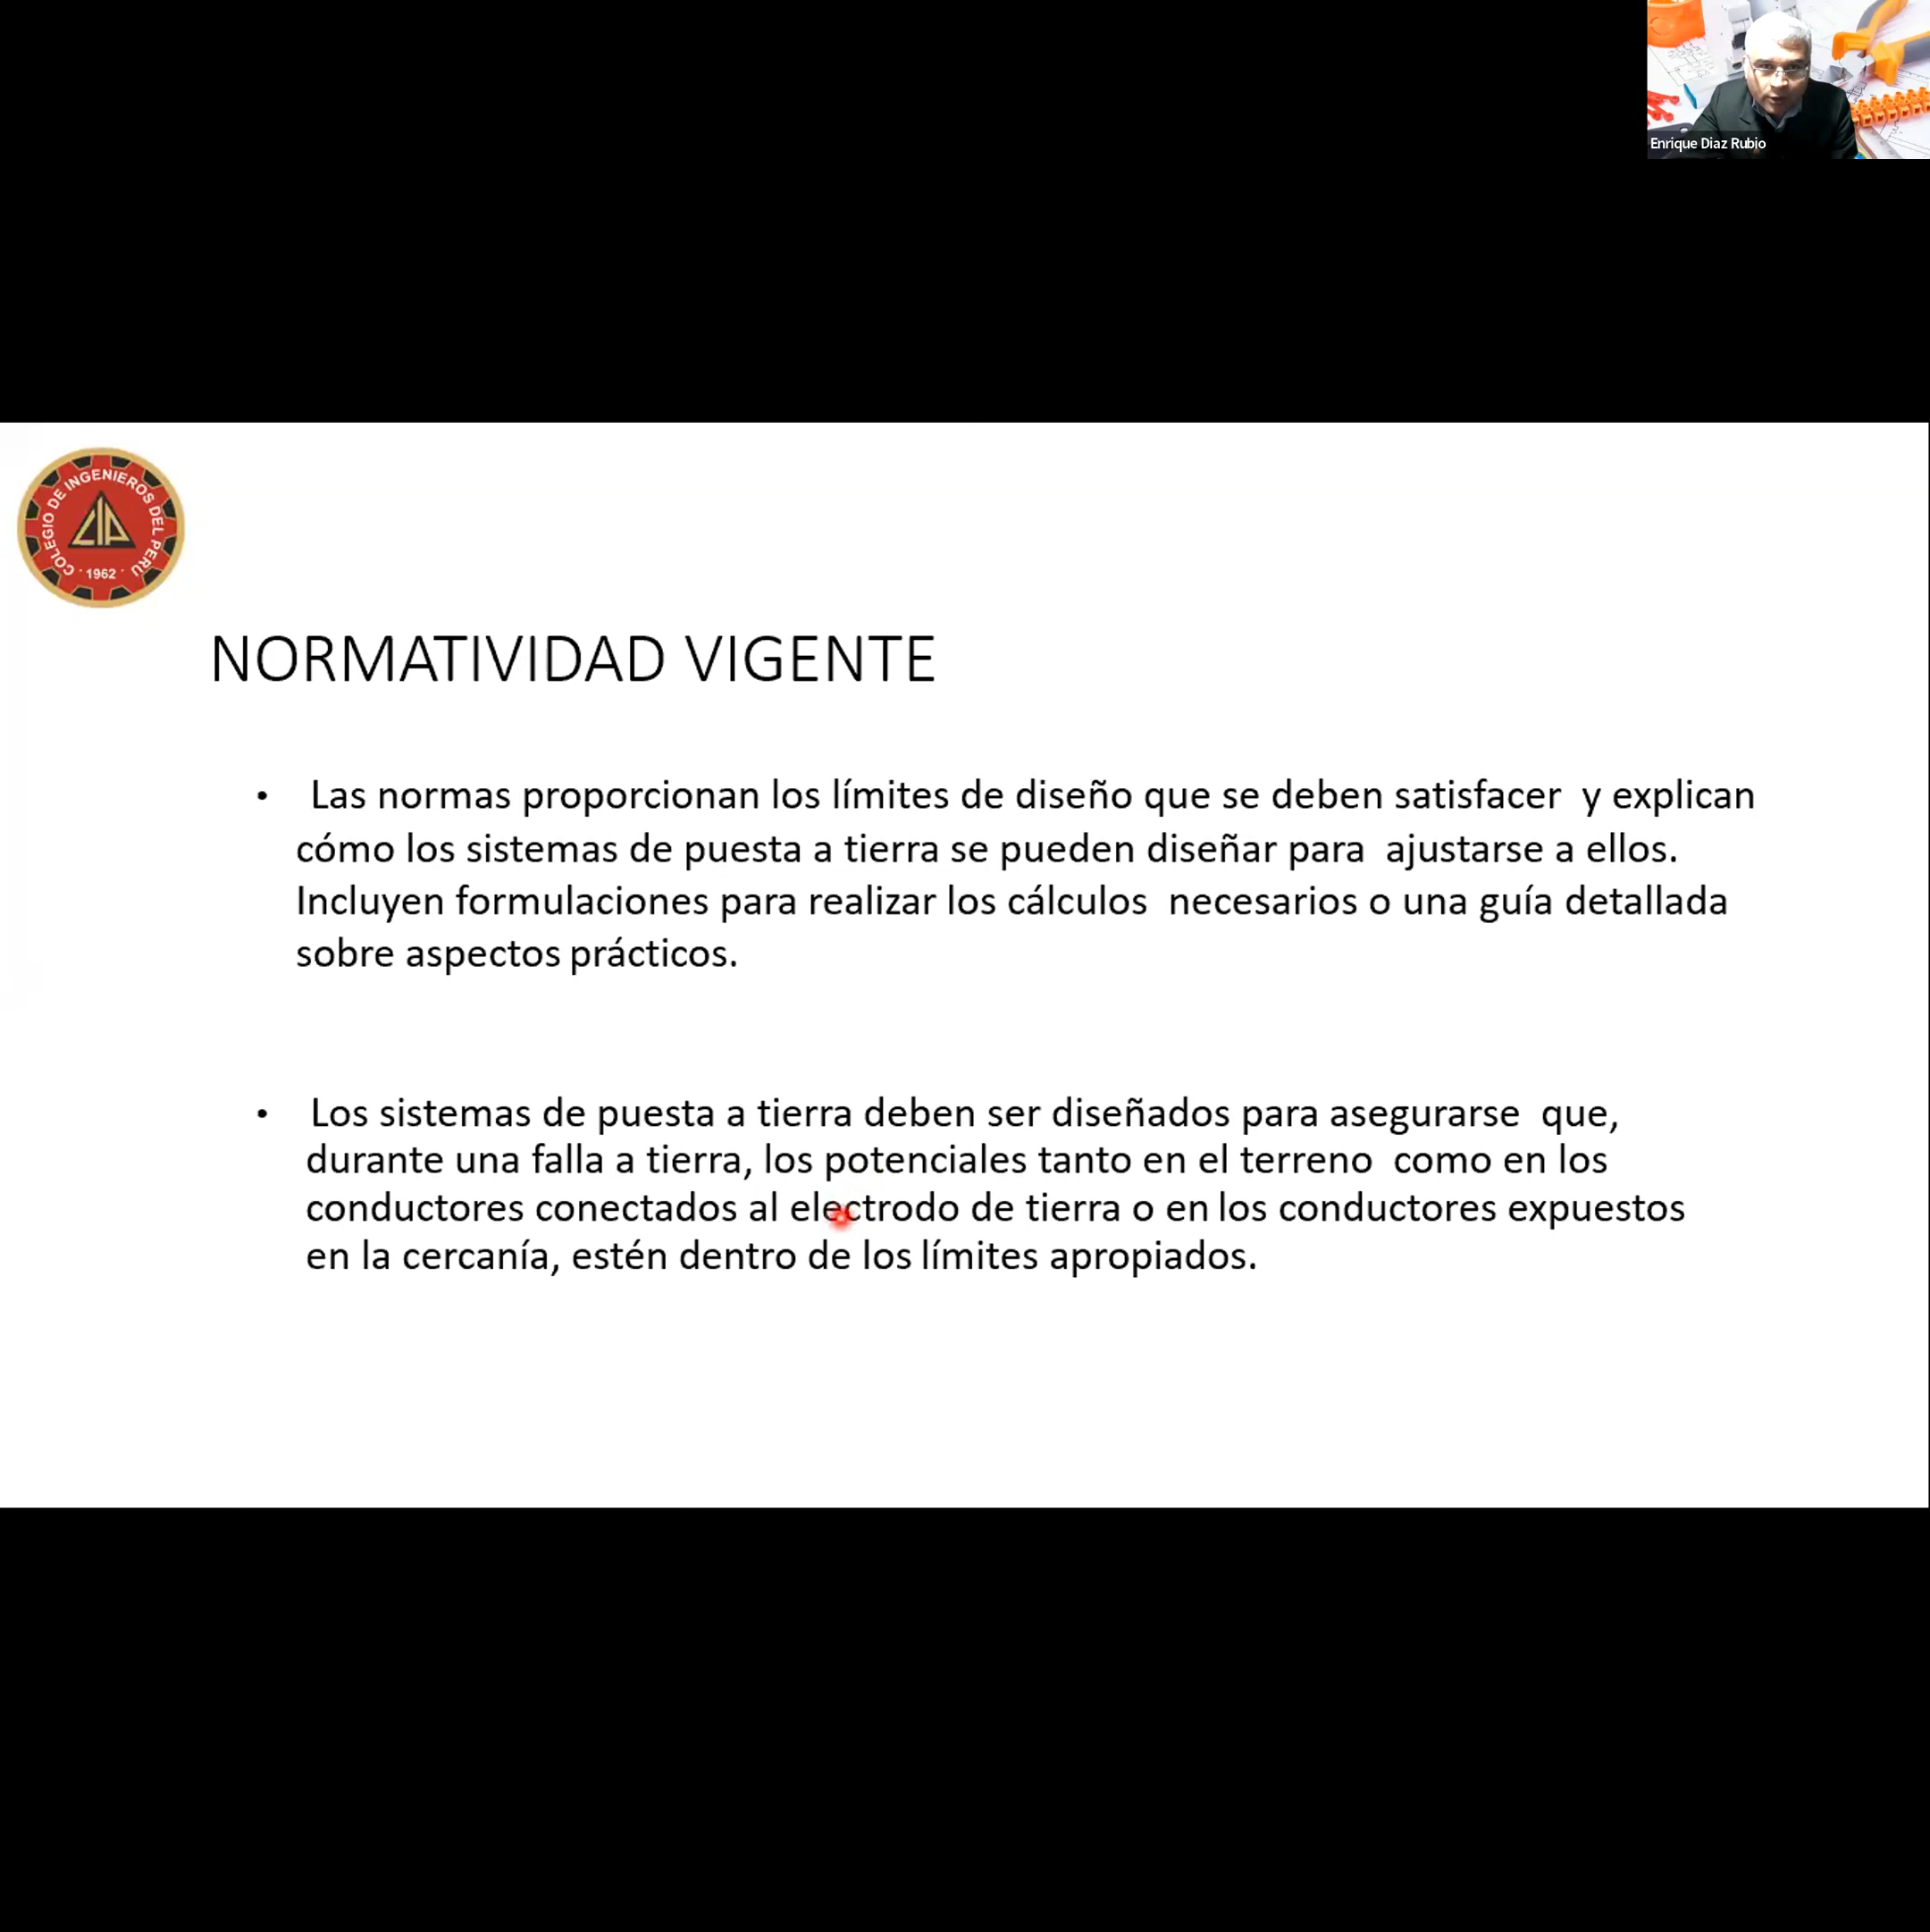 Enrique Diaz Rubio
COLEGIO DE INGENIEROS DEL PERU
CIP
· 1962 ·
NORMATIVIDAD VIGENTE
• Las normas proporcionan los límites de diseño que se deben satisfacer y explican
cómo los sistemas de puesta a tierra se pueden diseñar para ajustarse a ellos.
Incluyen formulaciones para realizar los cálculos necesarios o una guía detallada
sobre aspectos prácticos.
• Los sistemas de puesta a tierra deben ser diseñados para asegurarse que,
durante una falla a tierra, los potenciales tanto en el terreno como en los
conductores conectados al electrodo de tierra o en los conductores expuestos
en la cercanía, estén dentro de los límites apropiados.